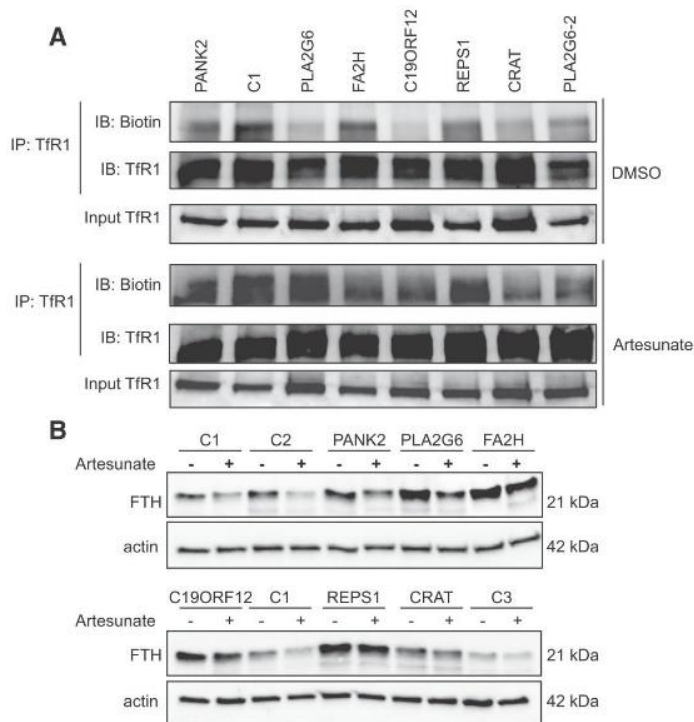 A
PANK2 C1 PLA2G6 FA2H C19ORF12 REPS1 CRAT PLA2G6-2
IP: TfR1
IB: Biotin
IB: TfR1
Input TfR1
DMSO
IP: TfR1
IB: Biotin
IB: TfR1
Input TfR1
Artesunate
B
C1 C2 PANK2 PLA2G6 FA2H
Artesunate - + - + - + - + - +
FTH 21 kDa
actin 42 kDa
C19ORF12 C1 REPS1 CRAT C3
Artesunate - + - + - + - + - +
FTH 21 kDa
actin 42 kDa